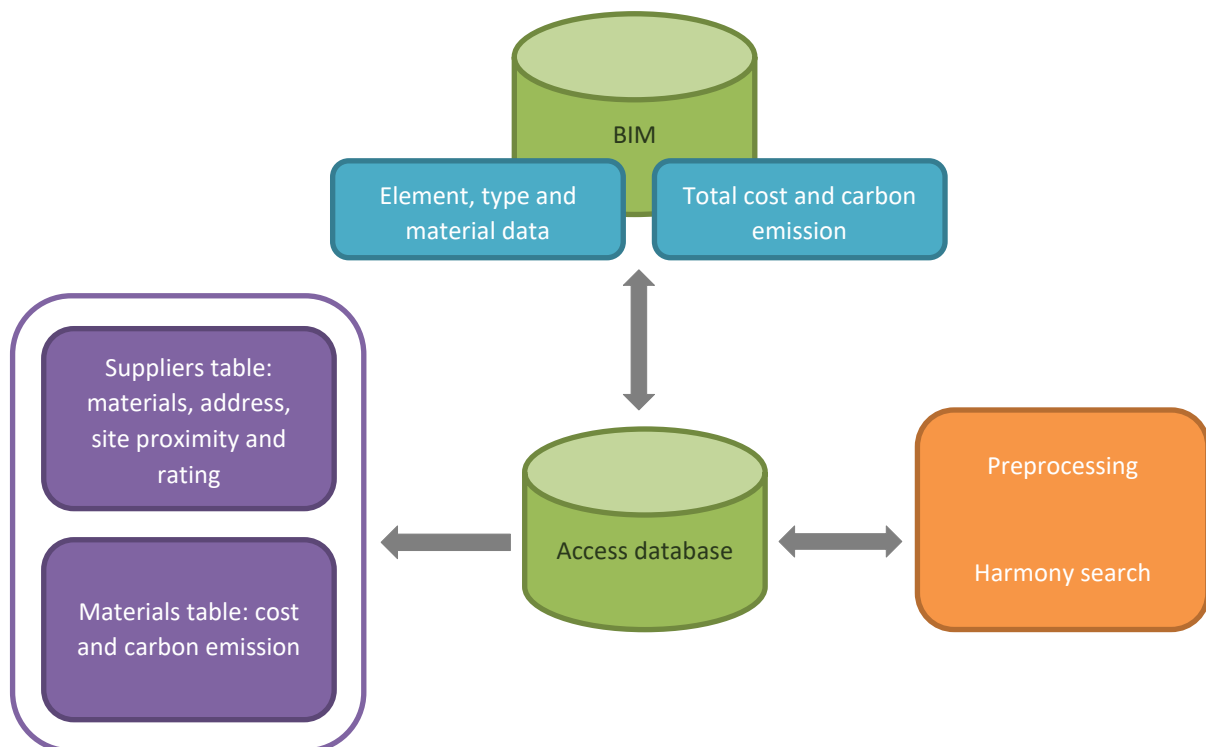 BIM
Element, type and
material data
Total cost and carbon
emission
Suppliers table:
materials, address,
site proximity and
rating
Materials table: cost
and carbon emission
Access database
Preprocessing
Harmony search